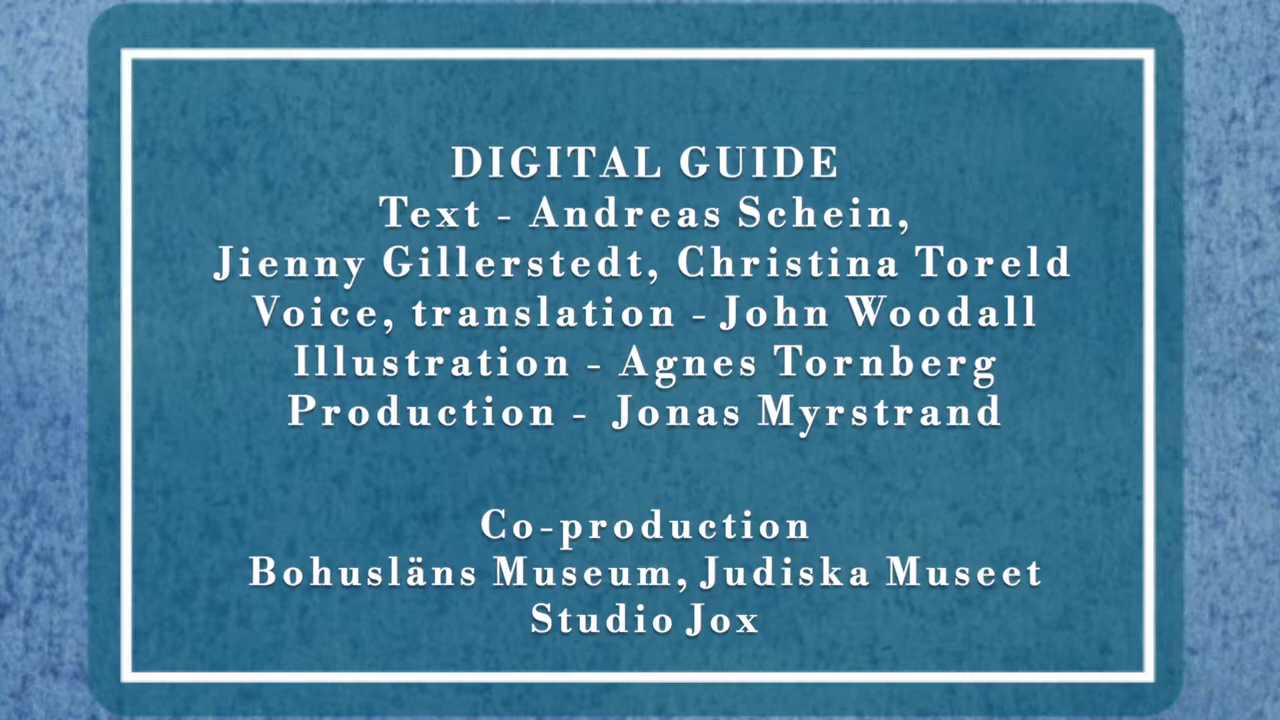 DIGITAL GUIDE
Text - Andreas Schein,
Jienny Gillerstedt, Christina Toreld
Voice, translation - John Woodall
Illustration - Agnes Tornberg
Production - Jonas Myrstrand
Co-production
Bohusläns Museum, Judiska Museet
Studio Jox